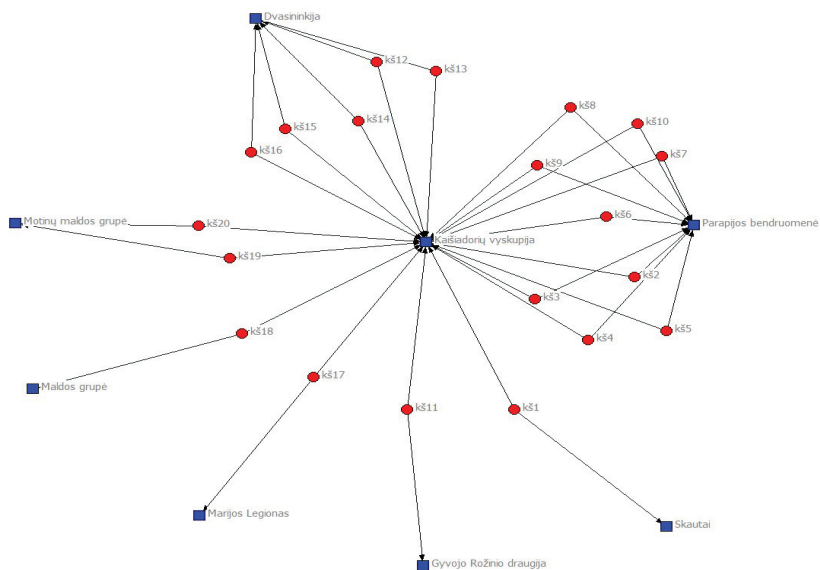 Dvasininkija
kš12
kš13
kš8
kš14
kš10
kš15
kš16
kš7
kš9
kš6
Motinų maldos grupė
kš20
Parapijos bendruomenė
Kaišiadorių vyskupija
kš19
kš2
kš3
kš18
kš5
kš4
kš17
Maldos grupė
kš11
kš1
Marijos Legionas
Skautai
Gyvojo Rožinio draugija